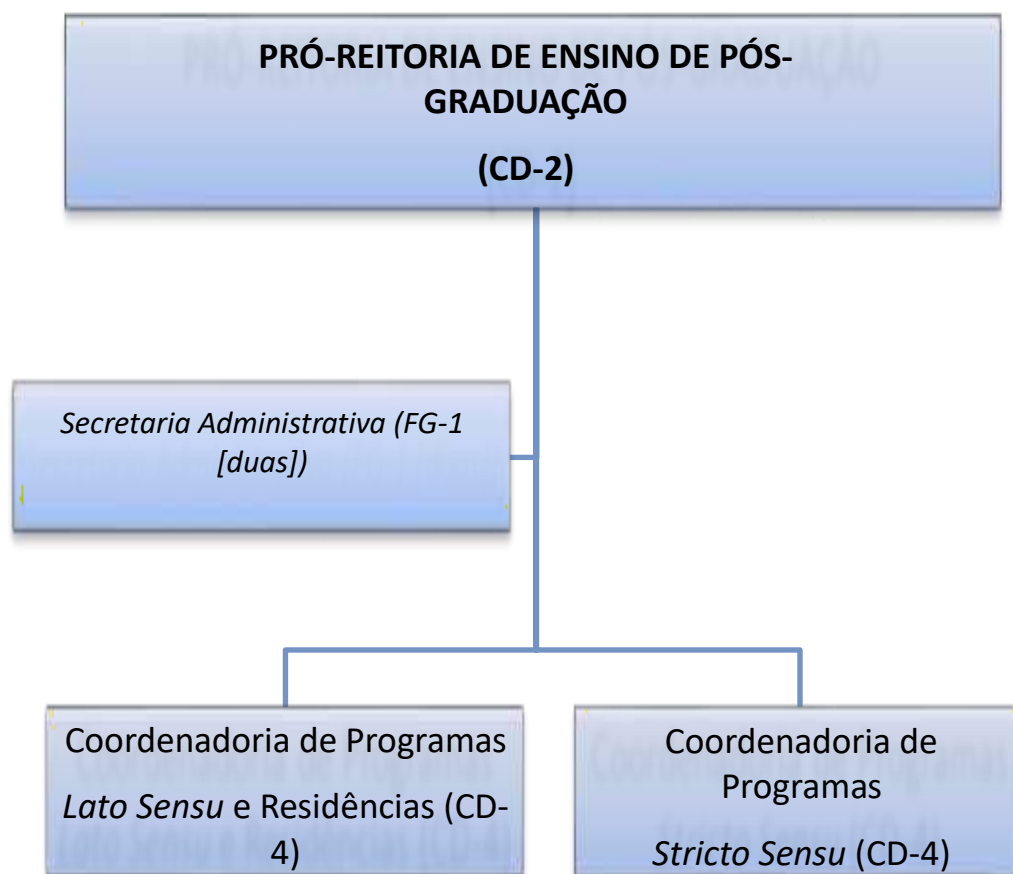 PRÓ-REITORIA DE ENSINO DE PÓS-
GRADUAÇÃO
(CD-2)
Secretaria Administrativa (FG-1
[duas])
Coordenadoria de Programas
Lato Sensu e Residências (CD-
4)
Coordenadoria de
Programas
Stricto Sensu (CD-4)